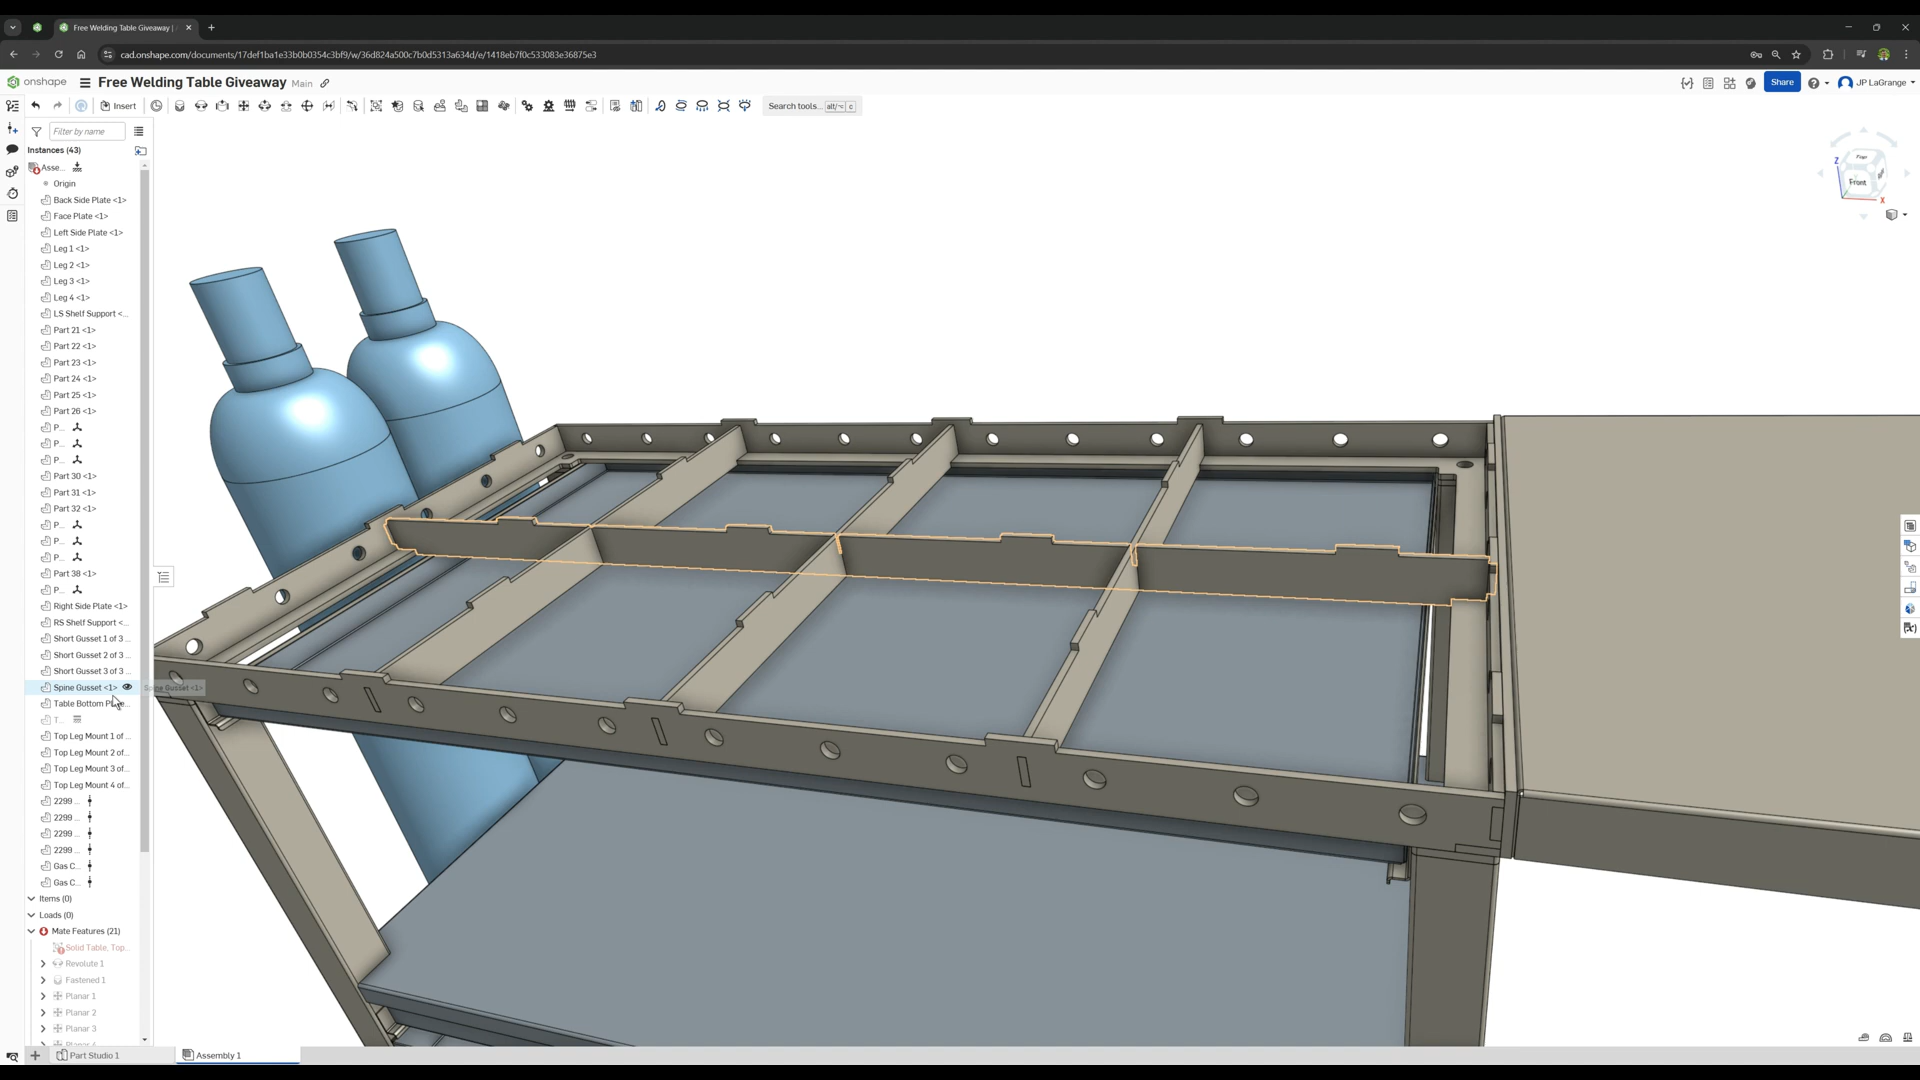 Free Welding Table Giveaway |
cad.onshape.com/documents/17def1ba1e33b0b0354c3bf9/w/36d824a500c7b0d5313a634d/e/1418eb7f0c533083e36875e3
onshape
Free Welding Table Giveaway Main
Share
JP LaGrange
Insert
Search tools... alt/⌥ c
Filter by name
Instances (43)
Asse...
Origin
Back Side Plate <1>
Face Plate <1>
Left Side Plate <1>
Leg 1 <1>
Leg 2 <1>
Leg 3 <1>
Leg 4 <1>
LS Shelf Support <...
Part 21 <1>
Part 22 <1>
Part 23 <1>
Part 24 <1>
Part 25 <1>
Part 26 <1>
P...
P...
P...
Part 30 <1>
Part 31 <1>
Part 32 <1>
P...
P...
P...
Part 38 <1>
P...
Right Side Plate <1>
RS Shelf Support <...
Short Gusset 1 of 3 ...
Short Gusset 2 of 3 ...
Short Gusset 3 of 3 ...
Spine Gusset <1>
Spine Gusset <1>
Table Bottom Plate...
T...
Top Leg Mount 1 of ...
Top Leg Mount 2 of...
Top Leg Mount 3 of...
Top Leg Mount 4 of...
2299 ...
2299 ...
2299 ...
2299 ...
Gas C...
Gas C...
Items (0)
Loads (0)
Mate Features (21)
Solid Table, Top...
Revolute 1
Fastened 1
Planar 1
Planar 2
Planar 3
Part Studio 1
Assembly 1
Z
Front
X